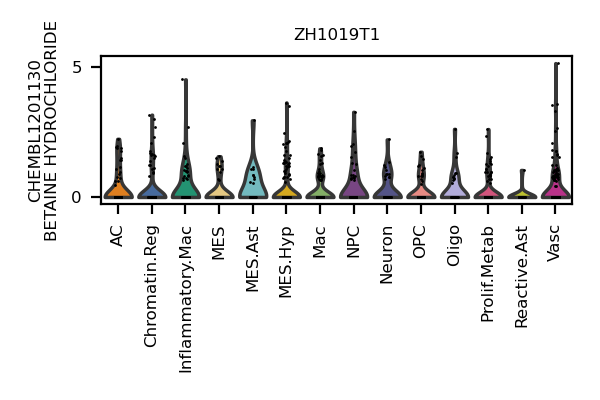 ZH1019T1
CHEMBL1201130
BETAINE HYDROCHLORIDE
5
0
AC
Chromatin.Reg
Inflammatory.Mac
MES
MES.Ast
MES.Hyp
Mac
NPC
Neuron
OPC
Oligo
Prolif.Metab
Reactive.Ast
Vasc